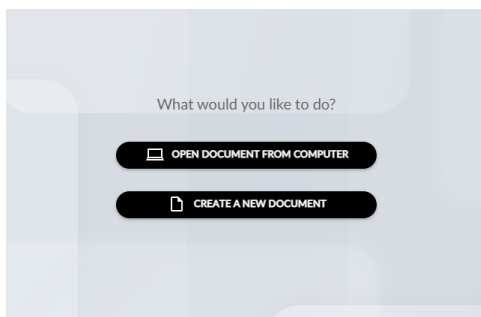 What would you like to do?
OPEN DOCUMENT FROM COMPUTER
CREATE A NEW DOCUMENT